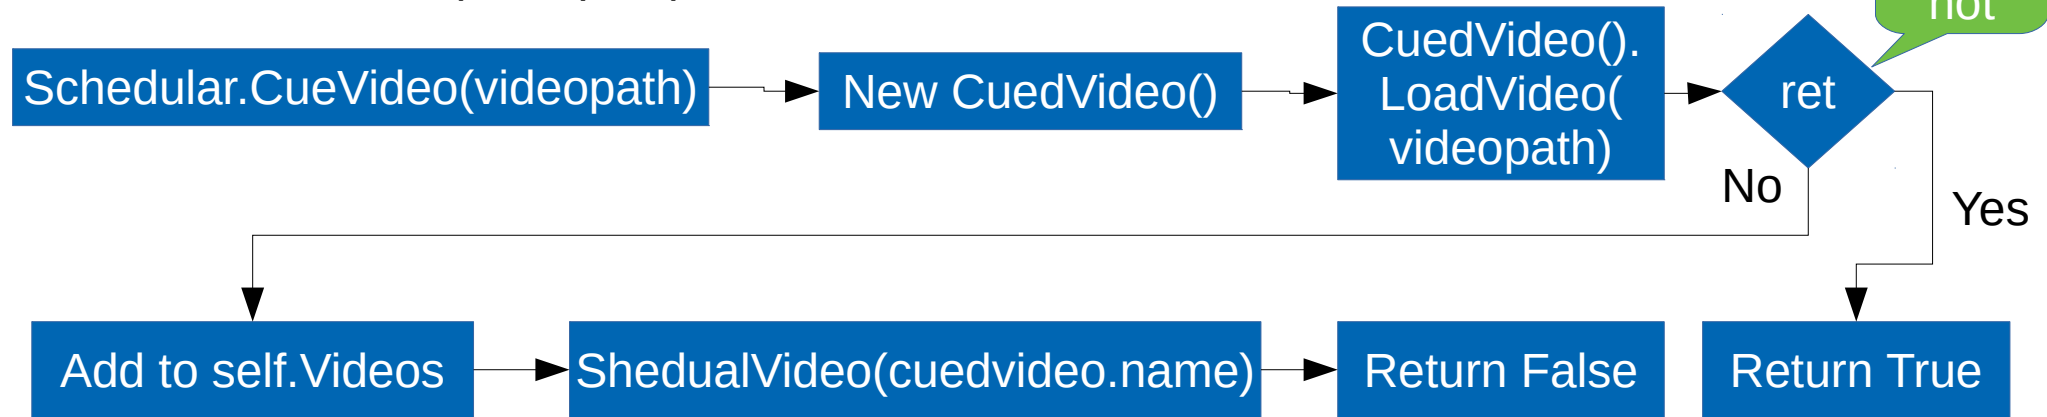 not
Schedular.CueVideo(videopath)
New CuedVideo()
CuedVideo().
LoadVideo(
videopath)
ret
No
Yes
Add to self.Videos
ShedualVideo(cuedvideo.name)
Return False
Return True